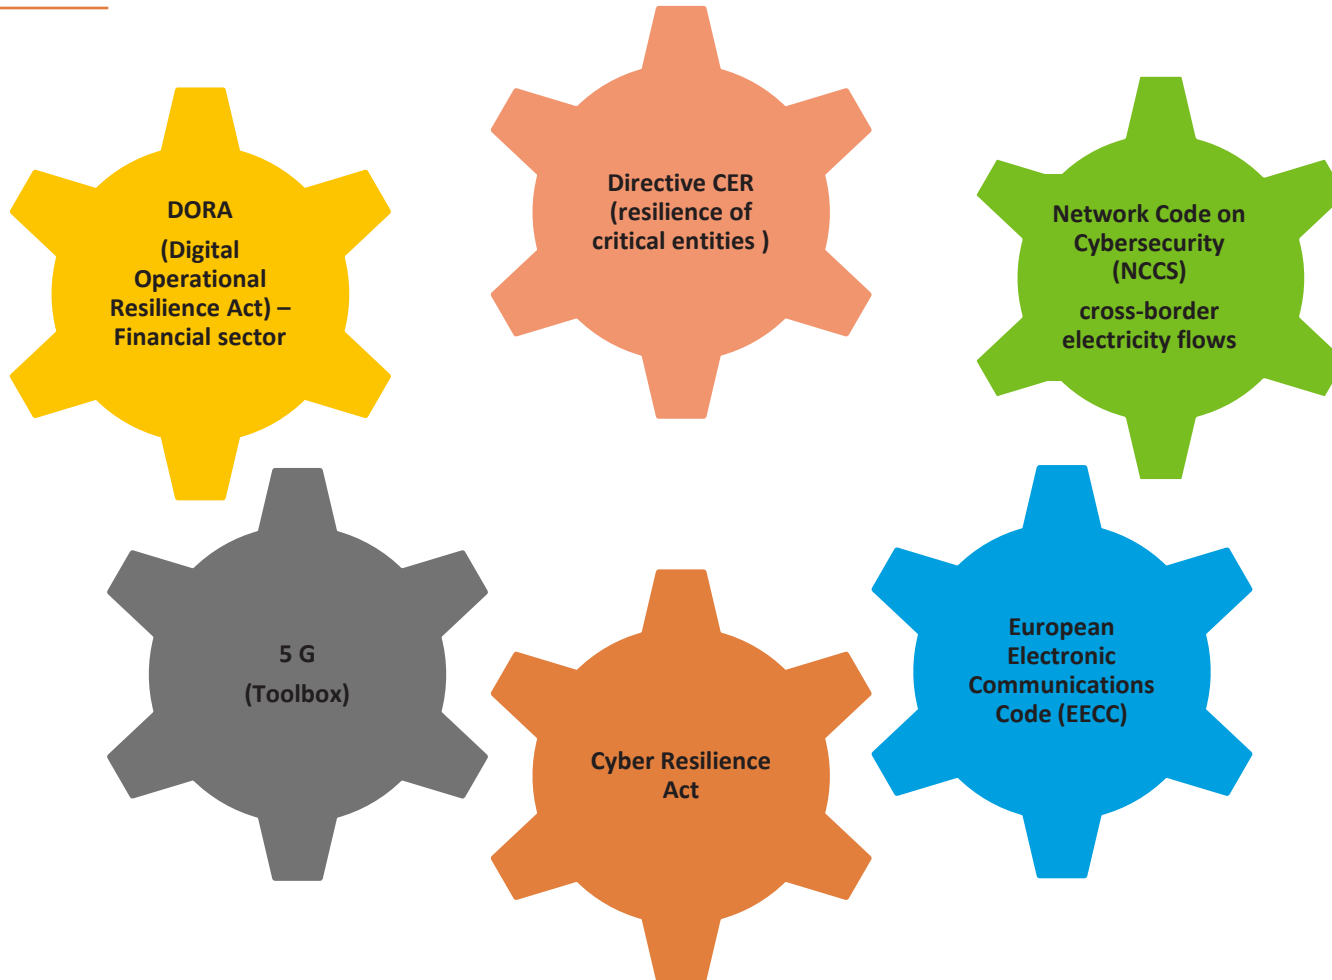 DORA
(Digital
Operational
Resilience Act) –
Financial sector
Directive CER
(resilience of
critical entities )
Network Code on
Cybersecurity
(NCCS)
cross-border
electricity flows
5 G
(Toolbox)
Cyber Resilience
Act
European
Electronic
Communications
Code (EECC)